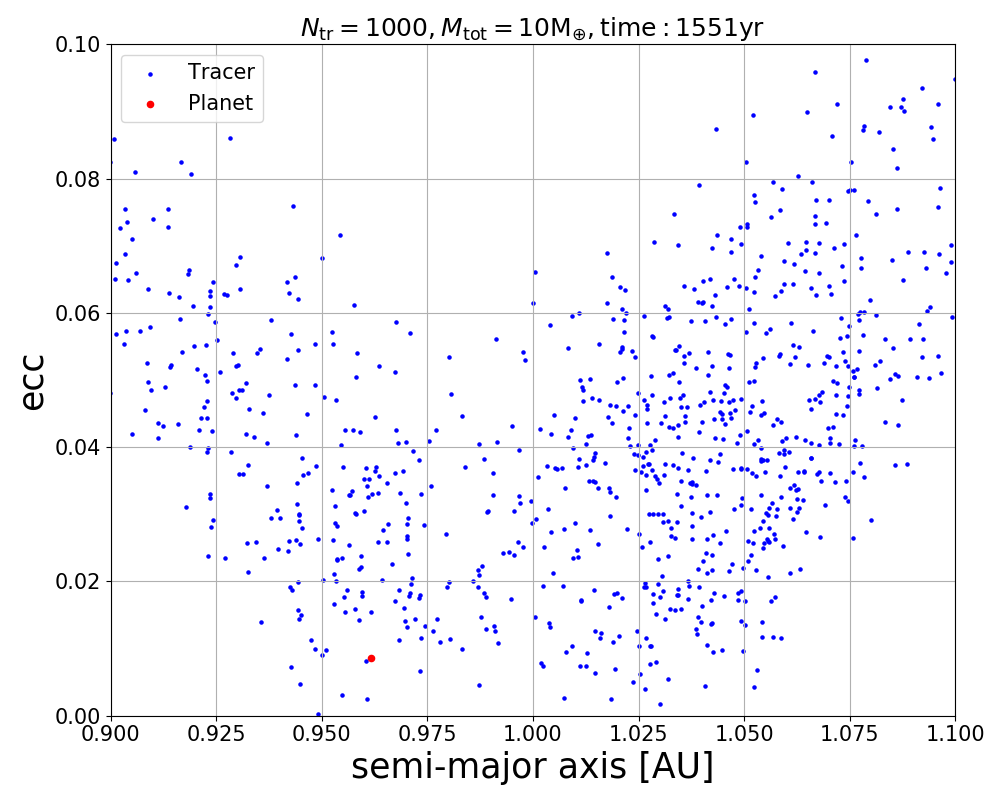 N_tr = 1000, M_tot = 10M_⊕, time : 1551yr
Tracer
Planet
0.10
0.08
0.06
0.04
0.02
0.00
ecc
0.900 0.925 0.950 0.975 1.000 1.025 1.050 1.075 1.100
semi-major axis [AU]